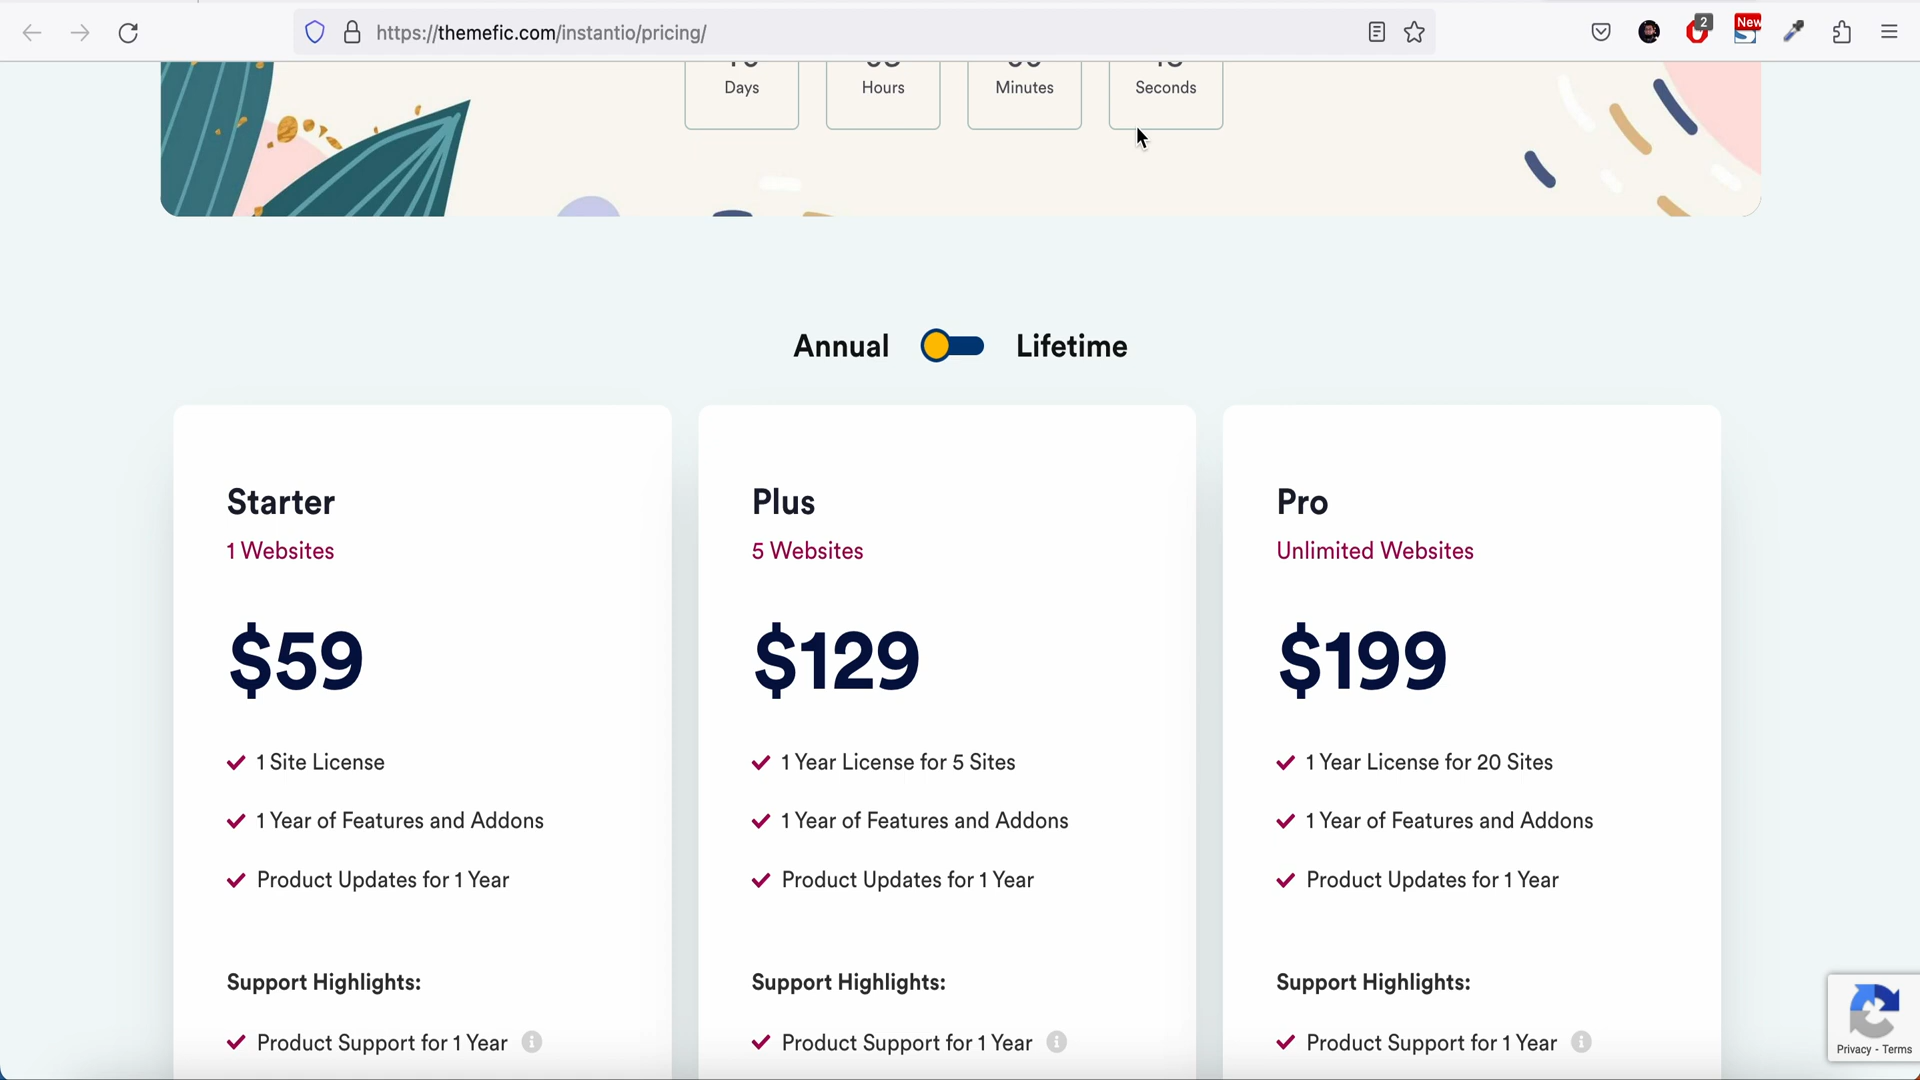 https://themefic.com/instantio/pricing/
2
New
Days
Hours
Minutes
Seconds
Annual
Lifetime
Starter
1 Websites
$59
1 Site License
1 Year of Features and Addons
Product Updates for 1 Year
Support Highlights:
Product Support for 1 Year
Plus
5 Websites
$129
1 Year License for 5 Sites
1 Year of Features and Addons
Product Updates for 1 Year
Support Highlights:
Product Support for 1 Year
Pro
Unlimited Websites
$199
1 Year License for 20 Sites
1 Year of Features and Addons
Product Updates for 1 Year
Support Highlights:
Product Support for 1 Year
Privacy - Terms